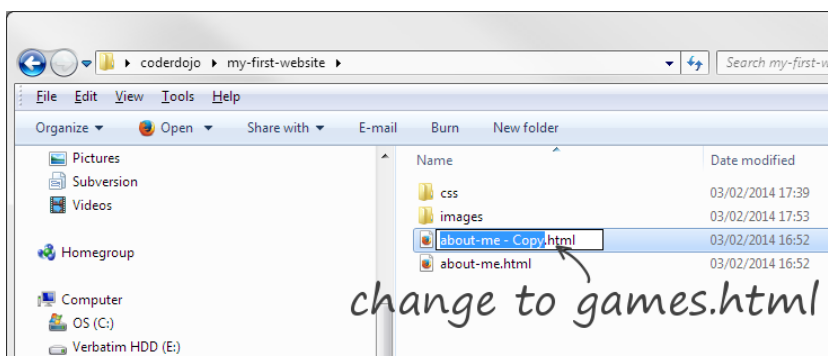 coderdojo my-first-website Search my-first-w
File Edit View Tools Help
Organize Open Share with E-mail Burn New folder
Pictures
Subversion
Videos
Homegroup
Computer
OS (C:)
Verbatim HDD (E:)
Name Date modified
css 03/02/2014 17:39
images 03/02/2014 17:53
about-me - Copy.html 03/02/2014 16:52
about-me.html 03/02/2014 16:52
change to games.html